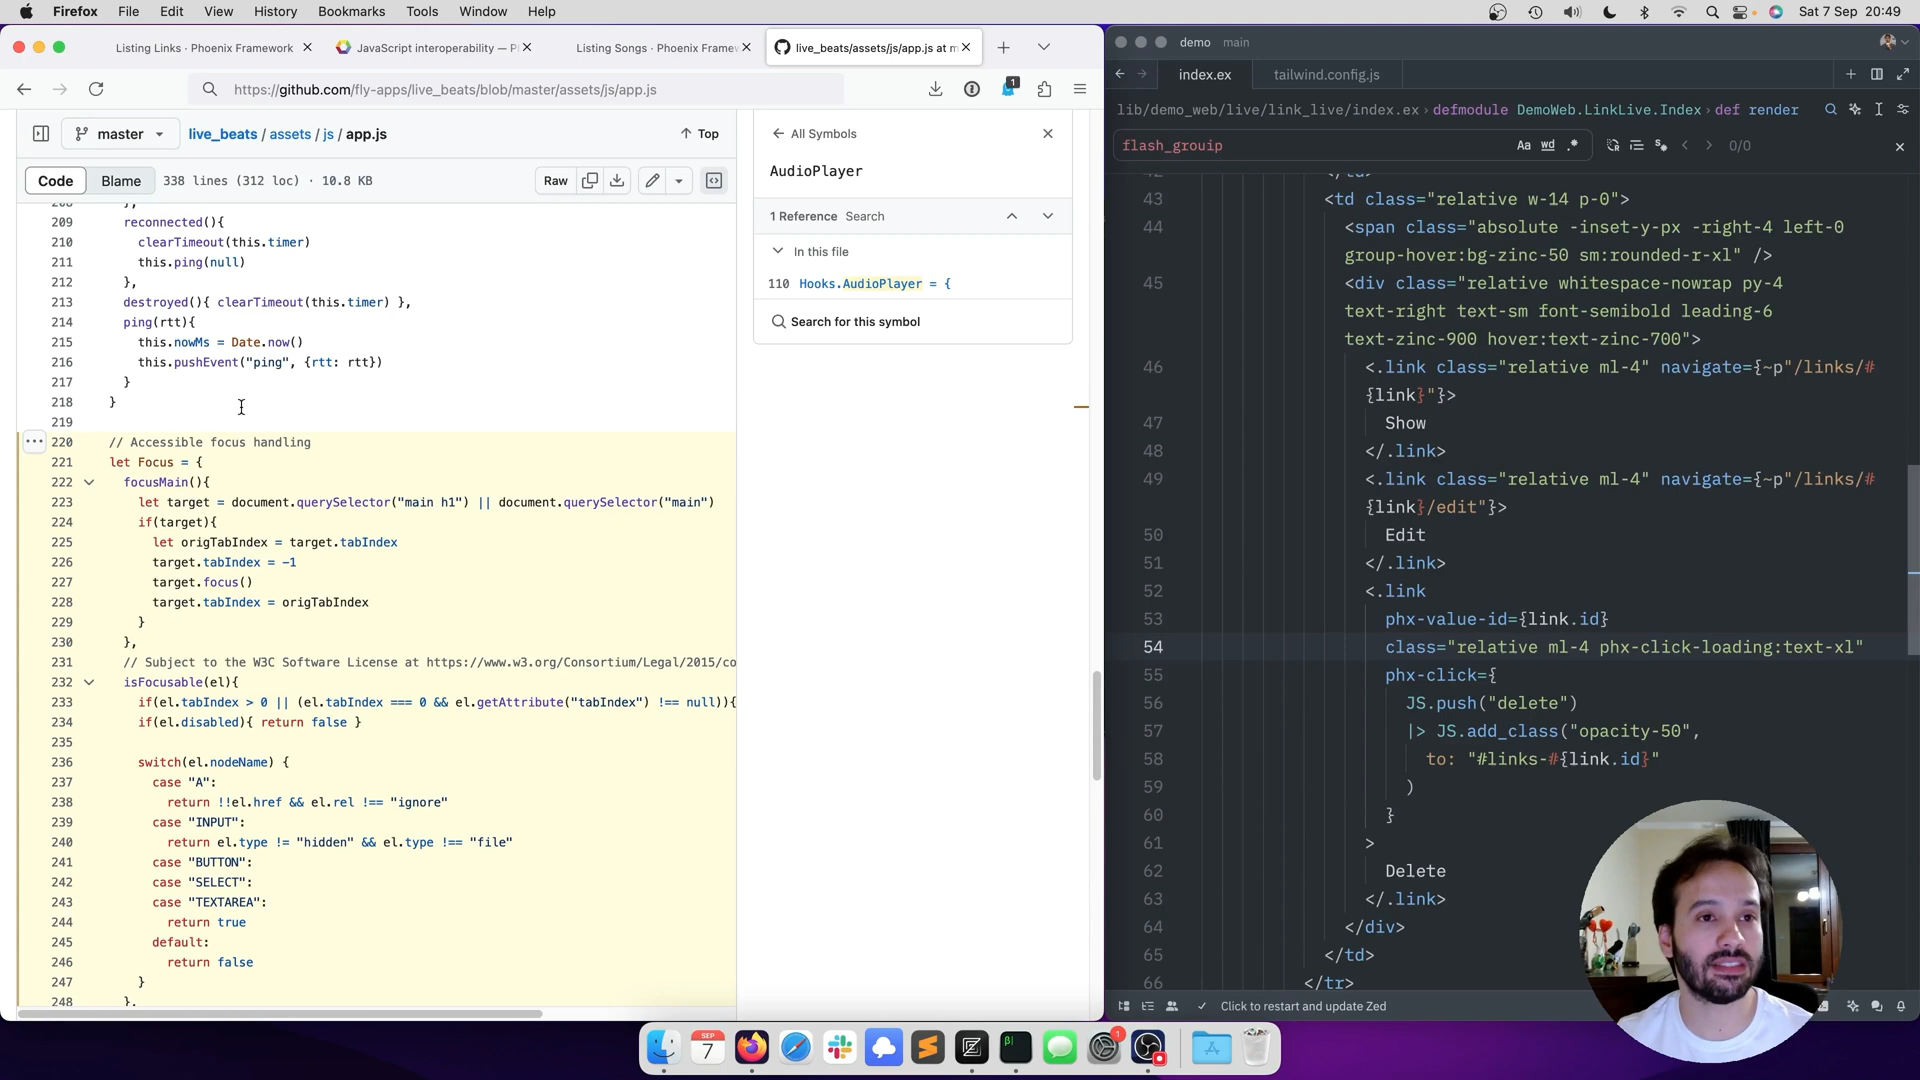 Firefox File Edit View History Bookmarks Tools Window Help
Sat 7 Sep 20:49
Listing Links · Phoenix Framework
JavaScript interoperability — P
Listing Songs · Phoenix Framew
live_beats/assets/js/app.js at m
https://github.com/fly-apps/live_beats/blob/master/assets/js/app.js
1
master
live_beats / assets / js / app.js
Top
Code Blame 338 lines (312 loc) · 10.8 KB
Raw
209 reconnected(){
210 clearTimeout(this.timer)
211 this.ping(null)
212 },
213 destroyed(){ clearTimeout(this.timer) },
214 ping(rtt){
215 this.nowMs = Date.now()
216 this.pushEvent("ping", {rtt: rtt})
217 }
218 }
219
220 // Accessible focus handling
221 let Focus = {
222 focusMain(){
223 let target = document.querySelector("main h1") || document.querySelector("main")
224 if(target){
225 let origTabIndex = target.tabIndex
226 target.tabIndex = -1
227 target.focus()
228 target.tabIndex = origTabIndex
229 }
230 },
231 // Subject to the W3C Software License at https://www.w3.org/Consortium/Legal/2015/co
232 isFocusable(el){
233 if(el.tabIndex > 0 || (el.tabIndex === 0 && el.getAttribute("tabIndex") !== null)){
234 if(el.disabled){ return false }
235
236 switch(el.nodeName) {
237 case "A":
238 return !!el.href && el.rel !== "ignore"
239 case "INPUT":
240 return el.type != "hidden" && el.type !== "file"
241 case "BUTTON":
242 case "SELECT":
243 case "TEXTAREA":
244 return true
245 default:
246 return false
247 }
248 },
All Symbols
AudioPlayer
1 Reference Search
In this file
110 Hooks.AudioPlayer = {
Search for this symbol
demo main
index.ex
tailwind.config.js
lib/demo_web/live/link_live/index.ex › defmodule DemoWeb.LinkLive.Index › def render
flash_grouip
Aa wd .*
0/0
42 </td>
43 <td class="relative w-14 p-0">
44 <span class="absolute -inset-y-px -right-4 left-0
group-hover:bg-zinc-50 sm:rounded-r-xl" />
45 <div class="relative whitespace-nowrap py-4
text-right text-sm font-semibold leading-6
text-zinc-900 hover:text-zinc-700">
46 <.link class="relative ml-4" navigate={~p"/links/#
{link}"}>
47 Show
48 </.link>
49 <.link class="relative ml-4" navigate={~p"/links/#
{link}/edit"}>
50 Edit
51 </.link>
52 <.link
53 phx-value-id={link.id}
54 class="relative ml-4 phx-click-loading:text-xl"
55 phx-click={
56 JS.push("delete")
57 |> JS.add_class("opacity-50",
58 to: "#links-#{link.id}"
59 )
60 }
61 >
62 Delete
63 </.link>
64 </div>
65 </td>
66 </tr>
Click to restart and update Zed
SEP
7
1